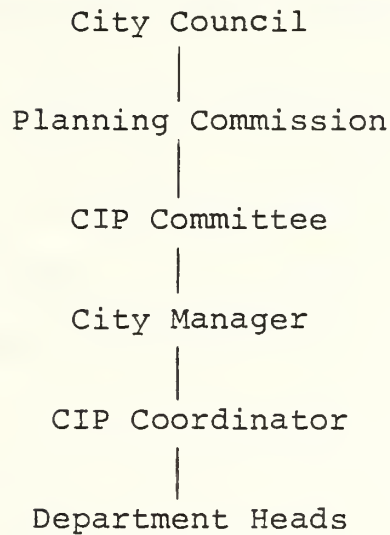 City Council
Planning Commission
CIP Committee
City Manager
CIP Coordinator
Department Heads